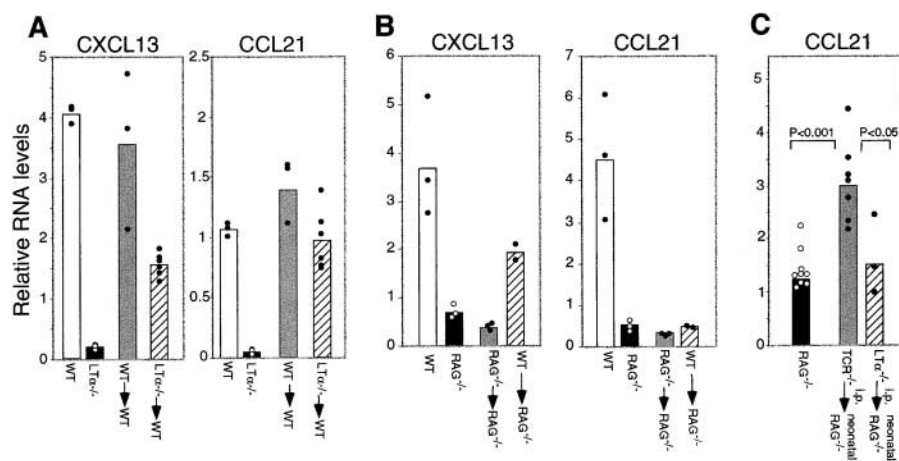 A
CXCL13
CCL21
Relative RNA levels
5
4
3
2
1
0
2.5
2
1.5
1
0.5
0
WT
LTα-/-
WT
WT
LTα-/-
WT
WT
LTα-/-
WT
WT
LTα-/-
WT
B
CXCL13
CCL21
6
5
4
3
2
1
0
7
6
5
4
3
2
1
0
WT
RAG-/-
RAG-/-
RAG-/-
WT
RAG-/-
WT
RAG-/-
RAG-/-
RAG-/-
WT
RAG-/-
C
CCL21
5
4
3
2
1
0
P<0.001
P<0.05
RAG-/-
TCR-/- i.p. neonatal
RAG-/-
LTα-/- i.p. neonatal
RAG-/-